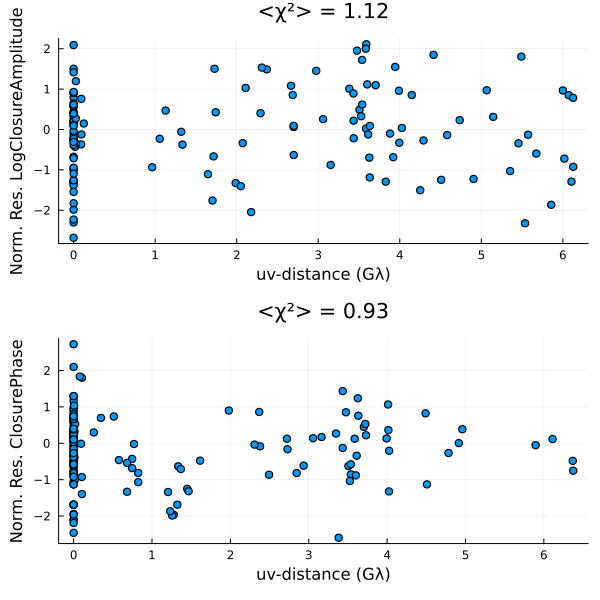 <χ²> = 1.12
Norm. Res. LogClosureAmplitude
2
1
0
−1
−2
0 1 2 3 4 5 6
uv-distance (Gλ)
<χ²> = 0.93
Norm. Res. ClosurePhase
2
1
0
−1
−2
0 1 2 3 4 5 6
uv-distance (Gλ)